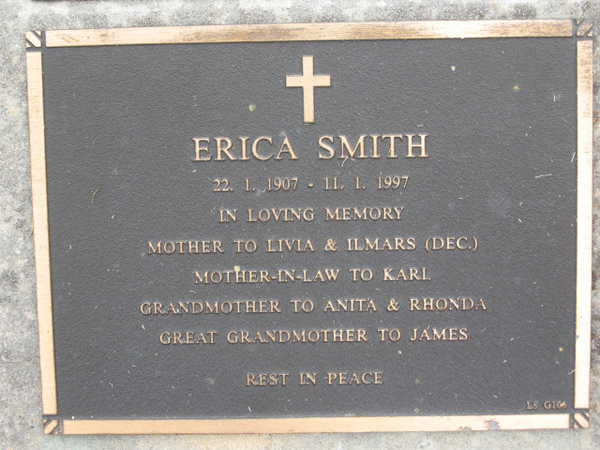 ERICA SMITH
22. 1. 1907 - 11. 1. 1997
IN LOVING MEMORY
MOTHER TO LIVIA & ILMARS (DEC.)
MOTHER-IN-LAW TO KARL
GRANDMOTHER TO ANITA & RHONDA
GREAT GRANDMOTHER TO JAMES
REST IN PEACE
LS G166